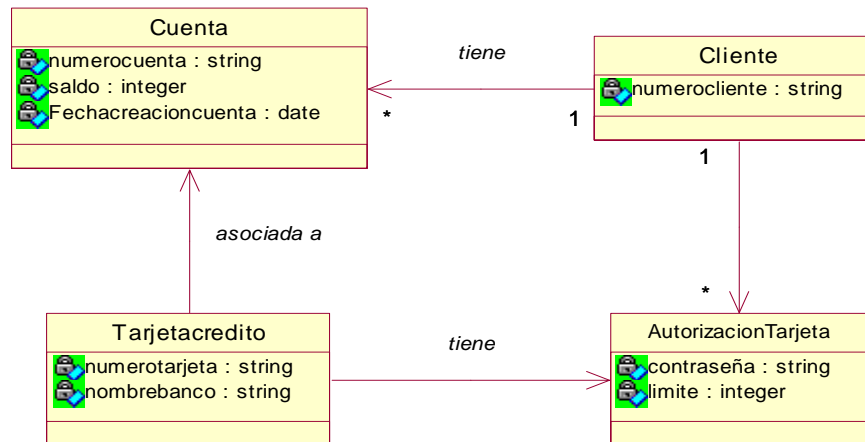 Cuenta
numerocuenta : string
saldo : integer
Fechacreacioncuenta : date
tiene
Cliente
numerocliente : string
*
1
1
asociada a
*
Tarjetacredito
numerotarjeta : string
nombrebanco : string
tiene
AutorizacionTarjeta
contraseña : string
limite : integer